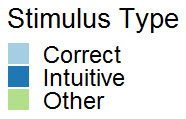 Stimulus Type
Correct
Intuitive
Other